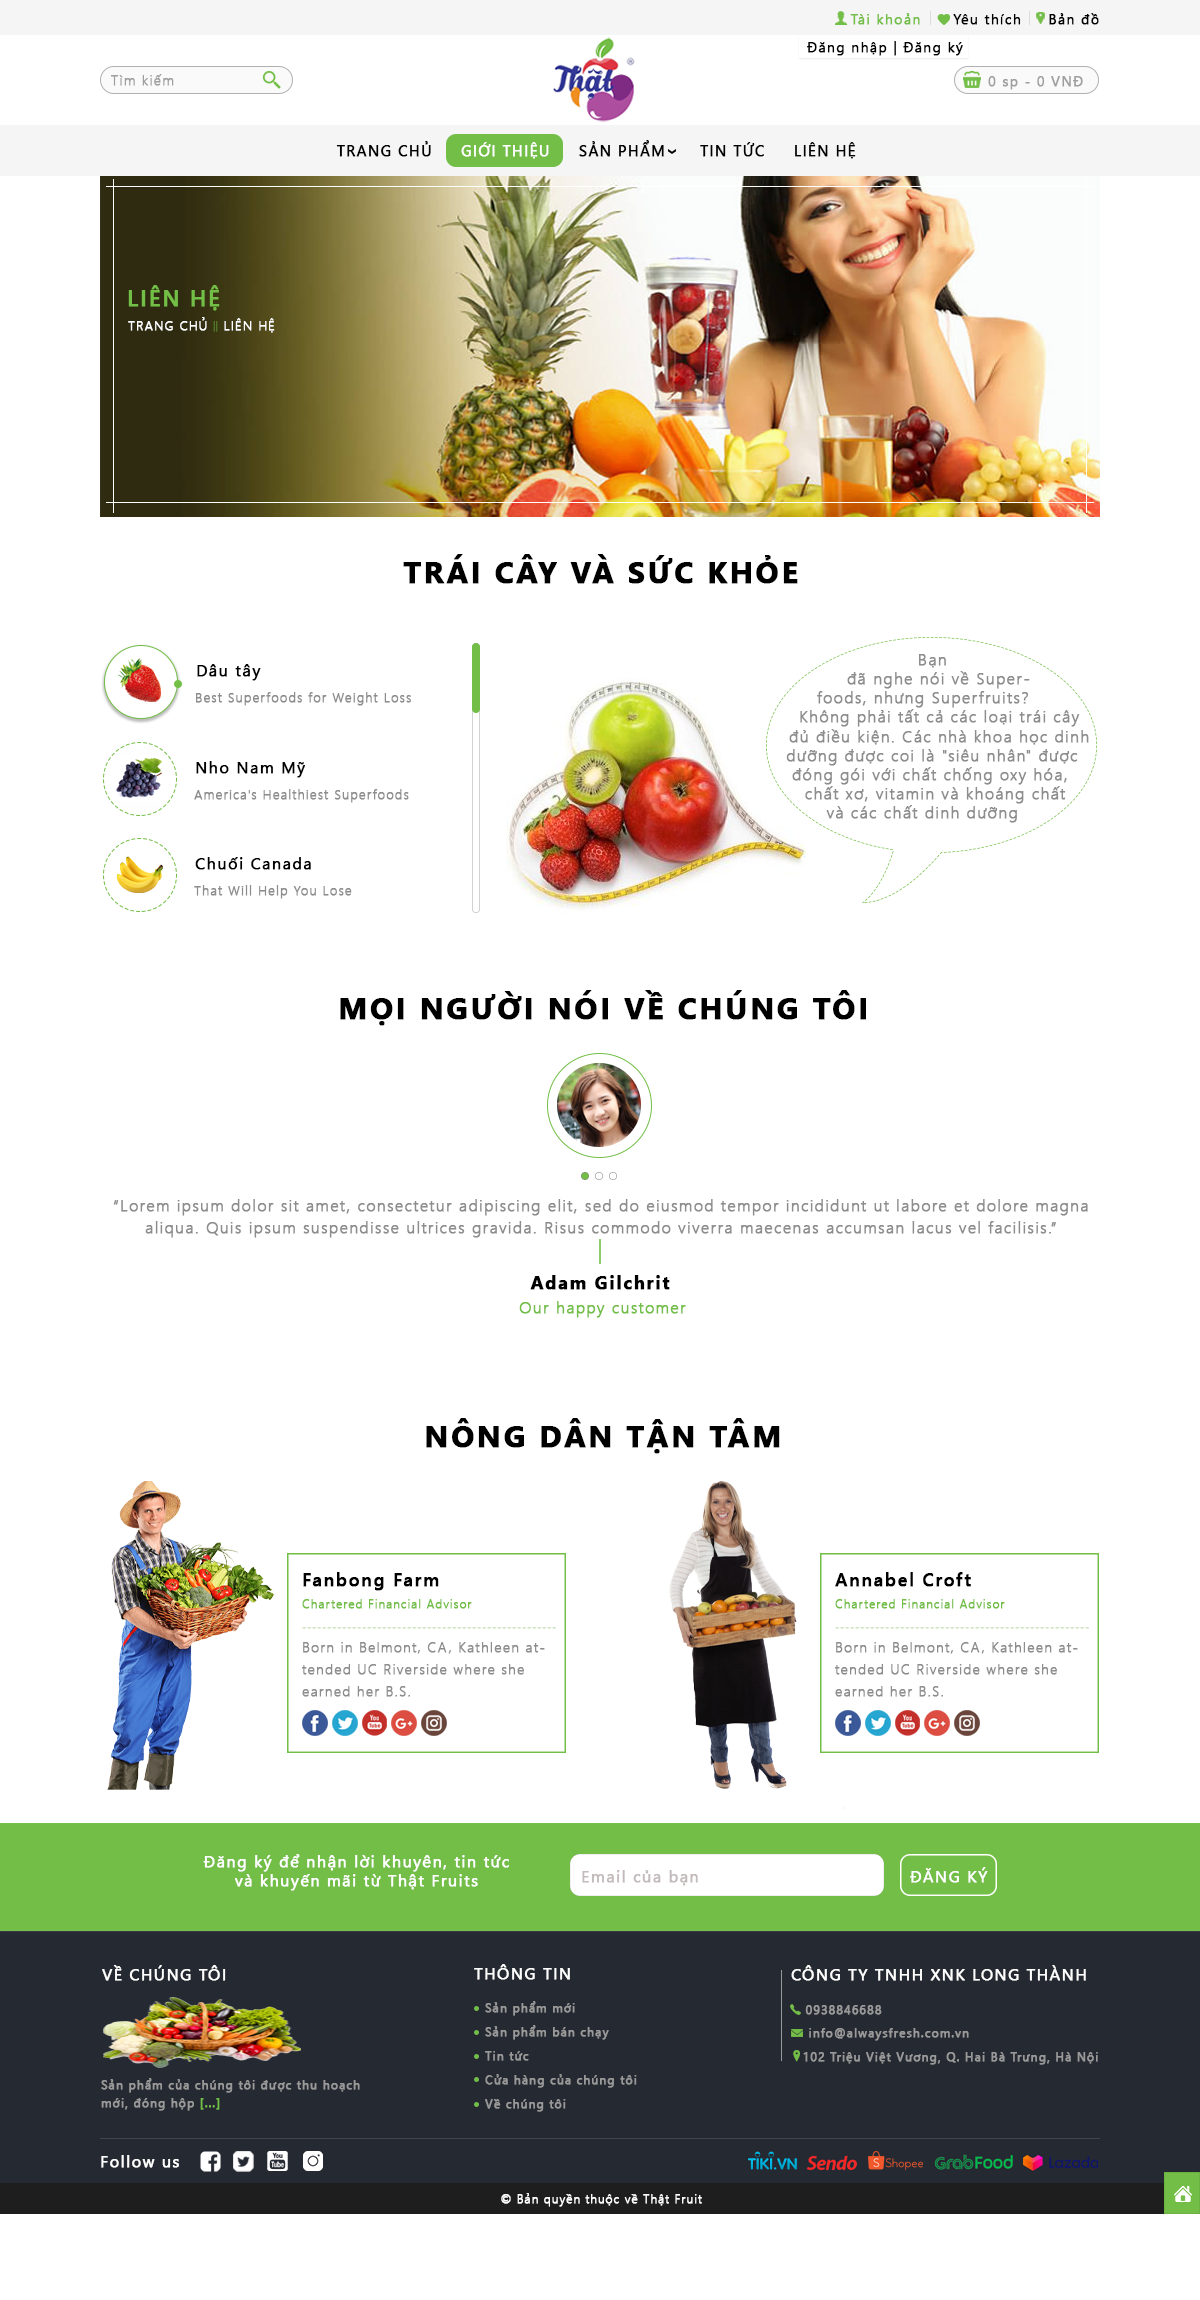 Tài khoản
Yêu thích
Bản đồ
Đăng nhập | Đăng ký
Tìm kiếm
Thật
®
0 sp - 0 VNĐ
TRANG CHỦ
GIỚI THIỆU
SẢN PHẨM
TIN TỨC
LIÊN HỆ
LIÊN HỆ
TRANG CHỦ || LIÊN HỆ
TRÁI CÂY VÀ SỨC KHỎE
Dâu tây
Best Superfoods for Weight Loss
Nho Nam Mỹ
America's Healthiest Superfoods
Chuối Canada
That Will Help You Lose
Bạn
đã nghe nói về Super-
foods, nhưng Superfruits?
Không phải tất cả các loại trái cây
đủ điều kiện. Các nhà khoa học dinh
dưỡng được coi là "siêu nhân" được
đóng gói với chất chống oxy hóa,
chất xơ, vitamin và khoáng chất
và các chất dinh dưỡng
MỌI NGƯỜI NÓI VỀ CHÚNG TÔI
“Lorem ipsum dolor sit amet, consectetur adipiscing elit, sed do eiusmod tempor incididunt ut labore et dolore magna
aliqua. Quis ipsum suspendisse ultrices gravida. Risus commodo viverra maecenas accumsan lacus vel facilisis.”
Adam Gilchrit
Our happy customer
NÔNG DÂN TẬN TÂM
Fanbong Farm
Chartered Financial Advisor
Born in Belmont, CA, Kathleen at-
tended UC Riverside where she
earned her B.S.
You Tube
G+
Annabel Croft
Chartered Financial Advisor
Born in Belmont, CA, Kathleen at-
tended UC Riverside where she
earned her B.S.
You Tube
G+
Đăng ký để nhận lời khuyên, tin tức
và khuyến mãi từ Thật Fruits
Email của bạn
ĐĂNG KÝ
VỀ CHÚNG TÔI
Sản phẩm của chúng tôi được thu hoạch
mới, đóng hộp [...]
THÔNG TIN
Sản phẩm mới
Sản phẩm bán chạy
Tin tức
Cửa hàng của chúng tôi
Về chúng tôi
CÔNG TY TNHH XNK LONG THÀNH
0938846688
info@alwaysfresh.com.vn
102 Triệu Việt Vương, Q. Hai Bà Trưng, Hà Nội
Follow us
You Tube
TIKI.VN
Sendo
Shopee
GrabFood
Lazada
© Bản quyền thuộc về Thật Fruit